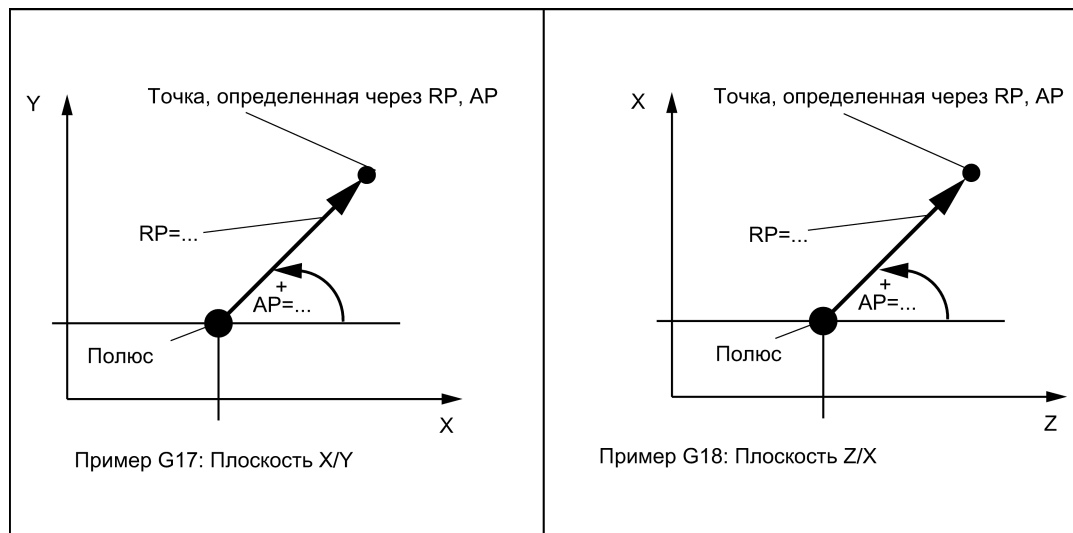 Y
Точка, определенная через RP, AP
RP=...
+
AP=...
Полюс
X
Пример G17: Плоскость X/Y
X
Точка, определенная через RP, AP
RP=...
+
AP=...
Полюс
Z
Пример G18: Плоскость Z/X